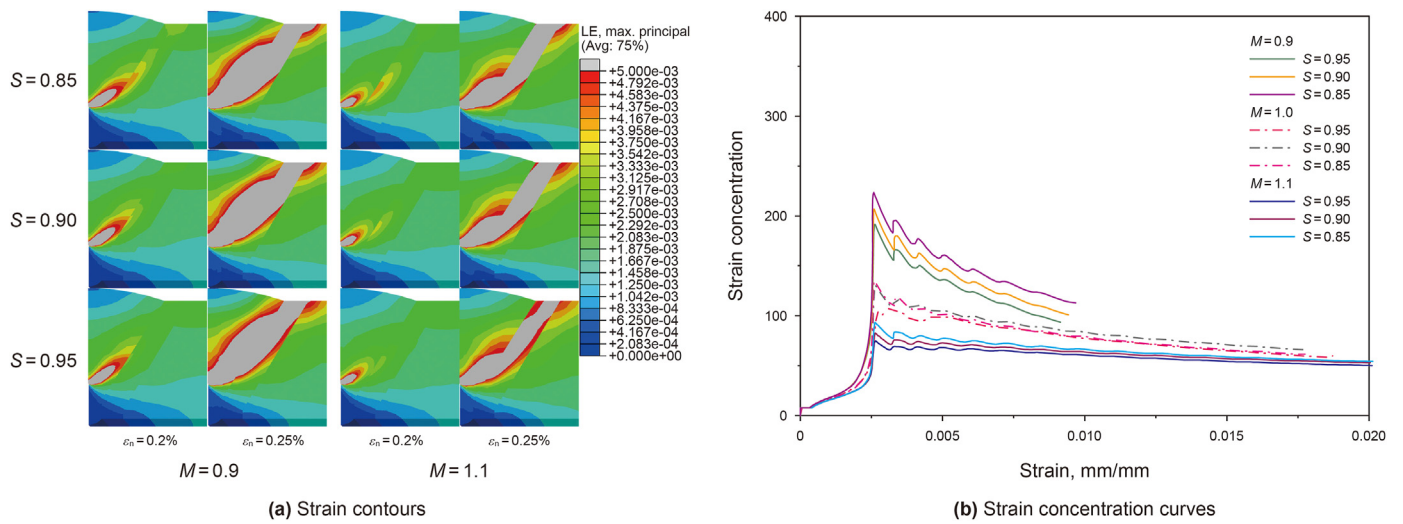 LE, max. principal
(Avg: 75%)
+5.000e-03
+4.792e-03
+4.583e-03
+4.375e-03
+4.167e-03
+3.958e-03
+3.750e-03
+3.542e-03
+3.333e-03
+3.125e-03
+2.917e-03
+2.708e-03
+2.500e-03
+2.292e-03
+2.083e-03
+1.875e-03
+1.667e-03
+1.458e-03
+1.250e-03
+1.042e-03
+8.333e-04
+6.250e-04
+4.167e-04
+2.083e-04
+0.000e+00
S = 0.85
S = 0.90
S = 0.95
εn = 0.2%
εn = 0.25%
εn = 0.2%
εn = 0.25%
M = 0.9
M = 1.1
(a) Strain contours
Strain concentration
400
300
200
100
50
0
0
0.005
0.010
0.015
0.020
Strain, mm/mm
M = 0.9
S = 0.95
S = 0.90
S = 0.85
M = 1.0
S = 0.95
S = 0.90
S = 0.85
M = 1.1
S = 0.95
S = 0.90
S = 0.85
(b) Strain concentration curves